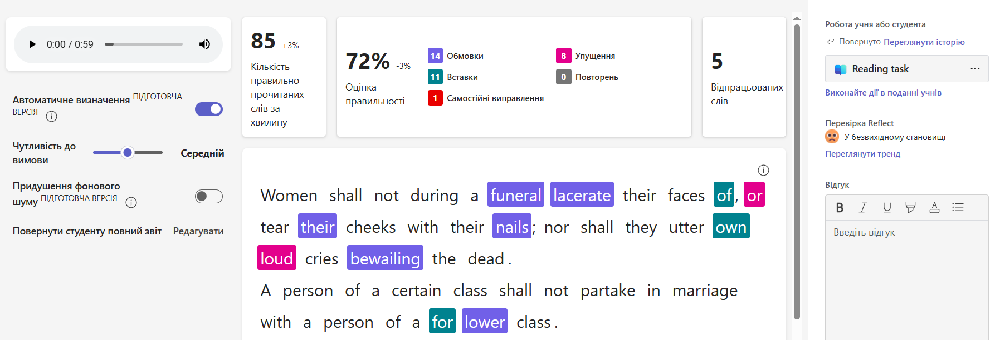 0:00 / 0:59
Автоматичне визначення ПІДГОТОВЧА
ВЕРСІЯ
Чутливість до
вимови
Середній
Придушення фонового
шуму ПІДГОТОВЧА ВЕРСІЯ
Повернути студенту повний звіт Редагувати
85 +3%
Кількість
правильно
прочитаних
слів за
хвилину
72% -3%
Оцінка
правильності
14 Обмовки
8 Упущення
11 Вставки
0 Повторень
1 Самостійні виправлення
5
Відпрацьованих
слів
Women shall not during a funeral lacerate their faces of, or
tear their cheeks with their nails; nor shall they utter own
loud cries bewailing the dead.
A person of a certain class shall not partake in marriage
with a person of a for lower class.
Робота учня або студента
Повернуто Переглянути історію
Reading task ...
Виконайте дії в поданні учнів
Перевірка Reflect
У безвихідному становищі
Переглянути тренд
Відгук
B I U A
Введіть відгук